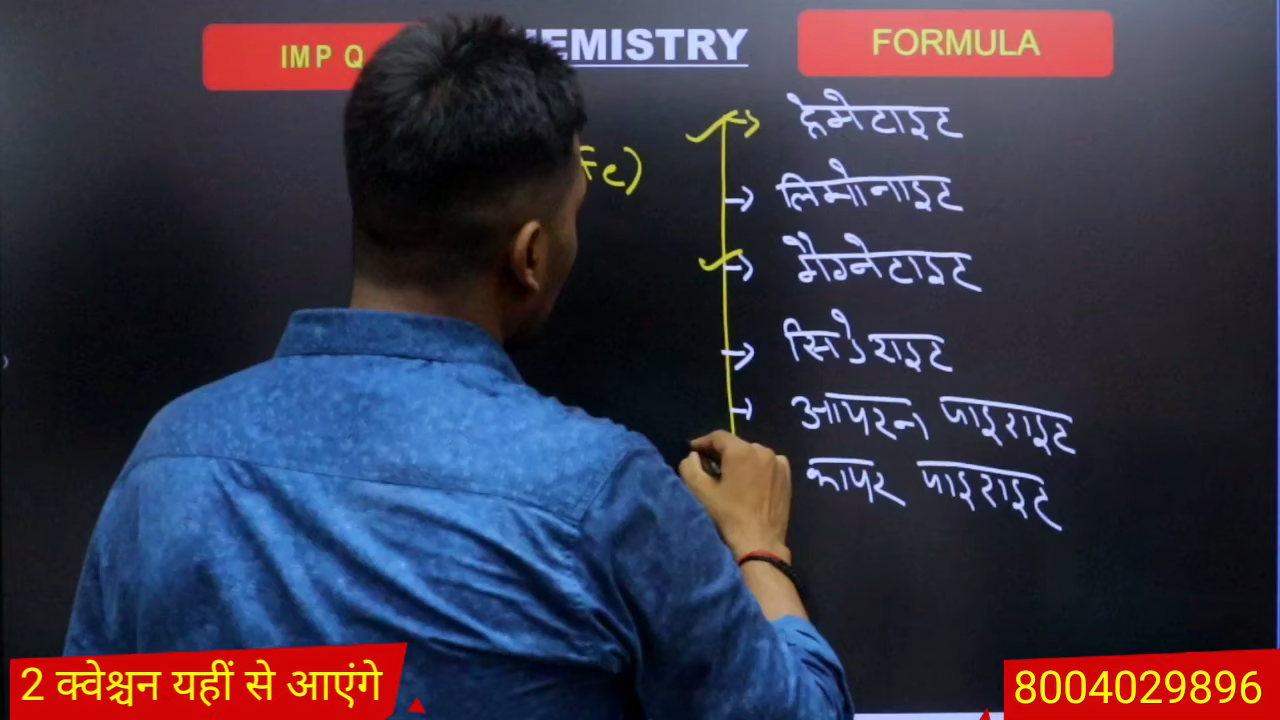 IMP Q
HEMISTRY
FORMULA
Fe)
हेमेटाइट
लिमोनाइट
मैग्नेटाइट
सिडेराइट
आयरन पाइराइट
कापर पाइराइट
2 क्वेश्चन यहीं से आएंगे
8004029896